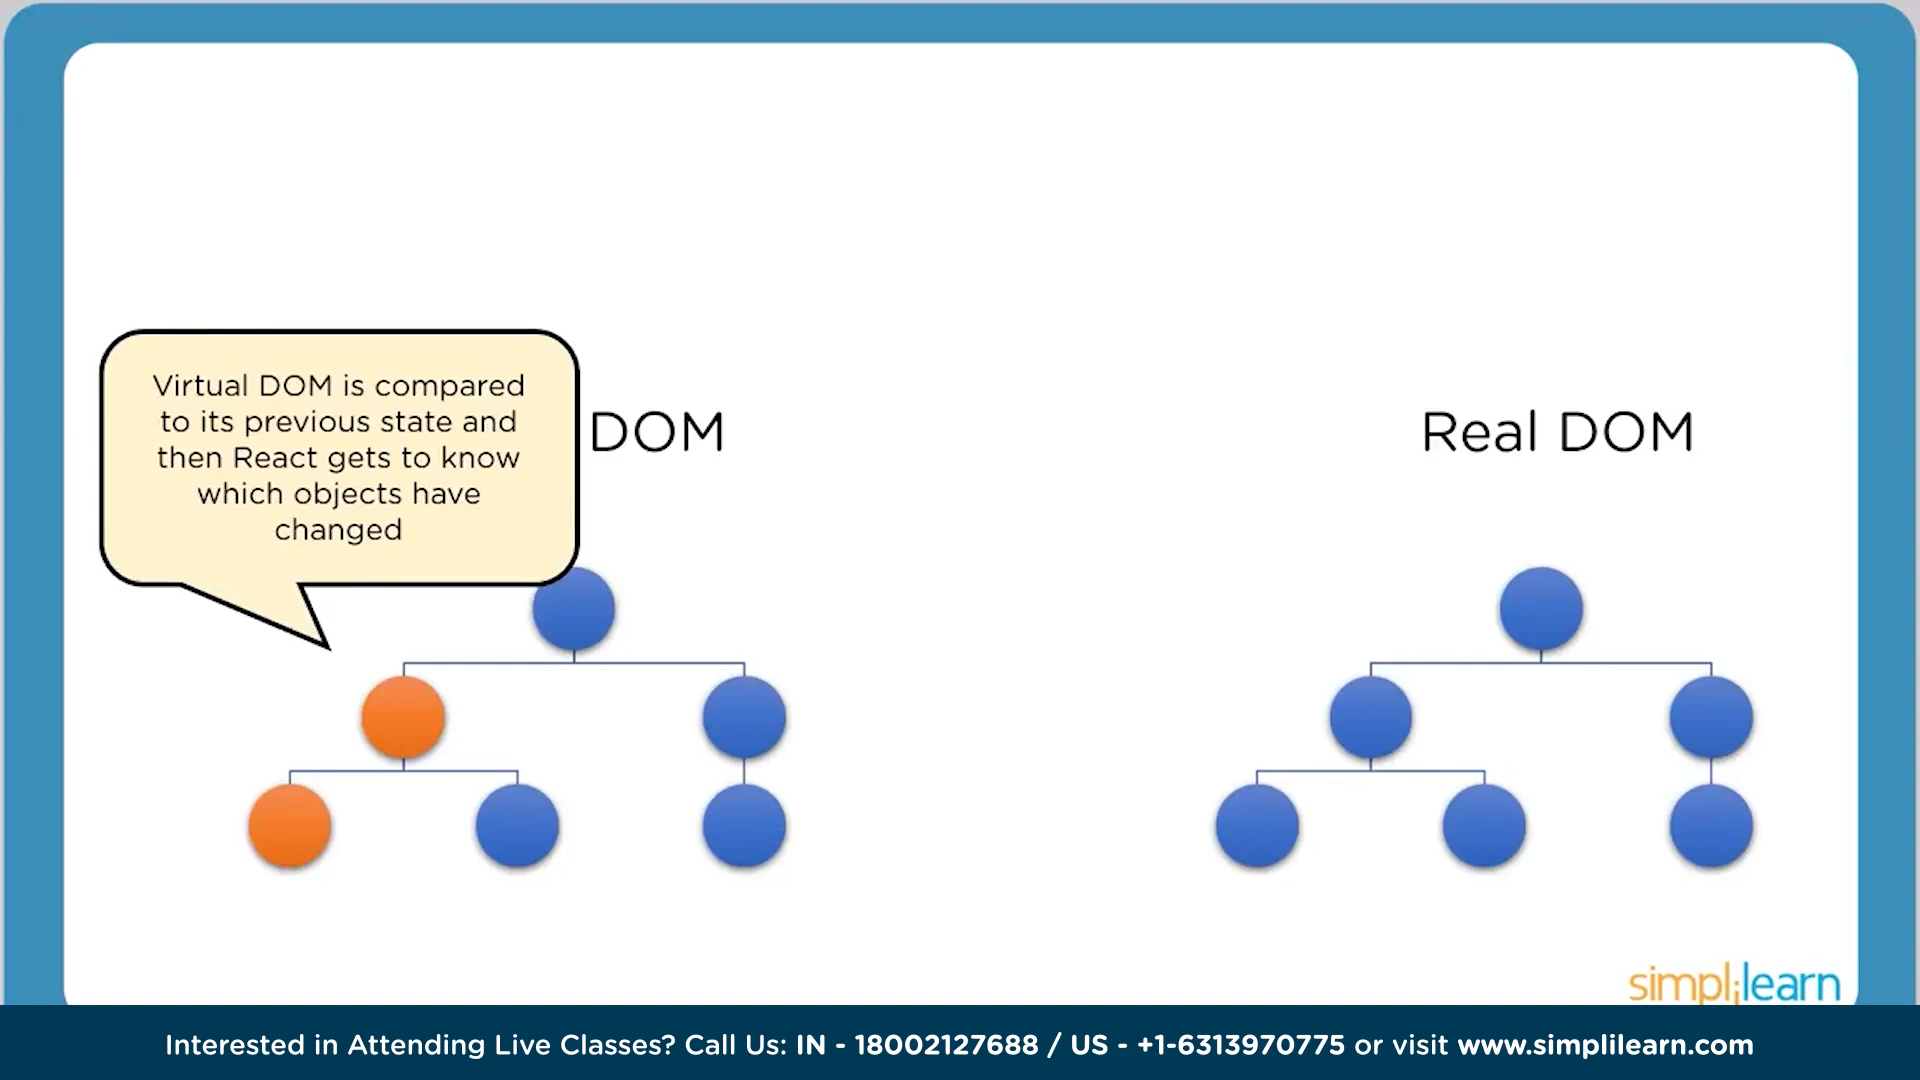 Virtual DOM is compared
to its previous state and
then React gets to know
which objects have
changed
DOM
Real DOM
simplilearn
Interested in Attending Live Classes? Call Us: IN - 18002127688 / US - +1-6313970775 or visit www.simplilearn.com